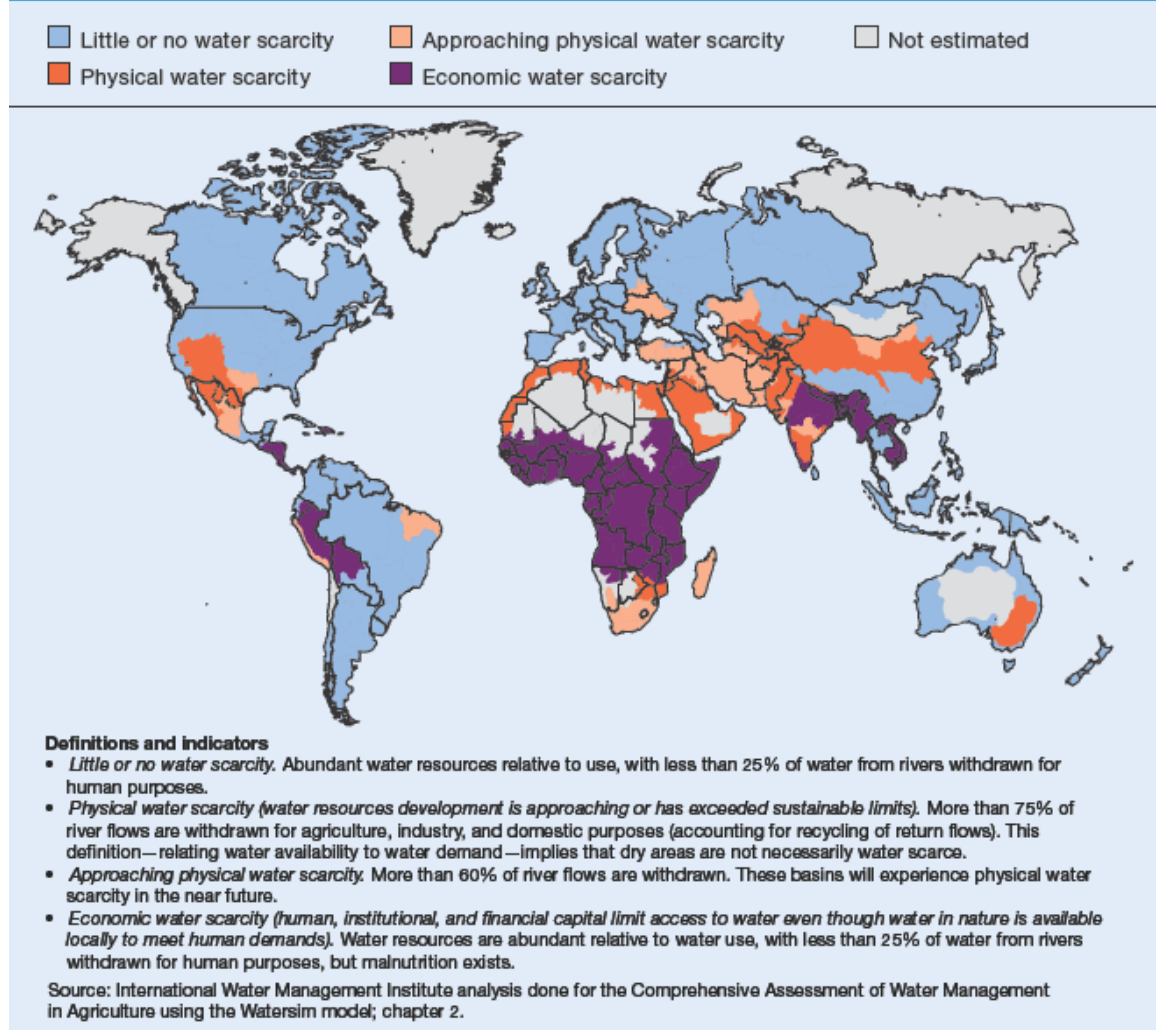 Little or no water scarcity
Approaching physical water scarcity
Not estimated
Physical water scarcity
Economic water scarcity
Definitions and indicators
• Little or no water scarcity. Abundant water resources relative to use, with less than 25% of water from rivers withdrawn for
human purposes.
• Physical water scarcity (water resources development is approaching or has exceeded sustainable limits). More than 75% of
river flows are withdrawn for agriculture, industry, and domestic purposes (accounting for recycling of return flows). This
definition—relating water availability to water demand—implies that dry areas are not necessarily water scarce.
• Approaching physical water scarcity. More than 60% of river flows are withdrawn. These basins will experience physical water
scarcity in the near future.
• Economic water scarcity (human, institutional, and financial capital limit access to water even though water in nature is available
locally to meet human demands). Water resources are abundant relative to water use, with less than 25% of water from rivers
withdrawn for human purposes, but malnutrition exists.
Source: International Water Management Institute analysis done for the Comprehensive Assessment of Water Management
in Agriculture using the Watersim model; chapter 2.